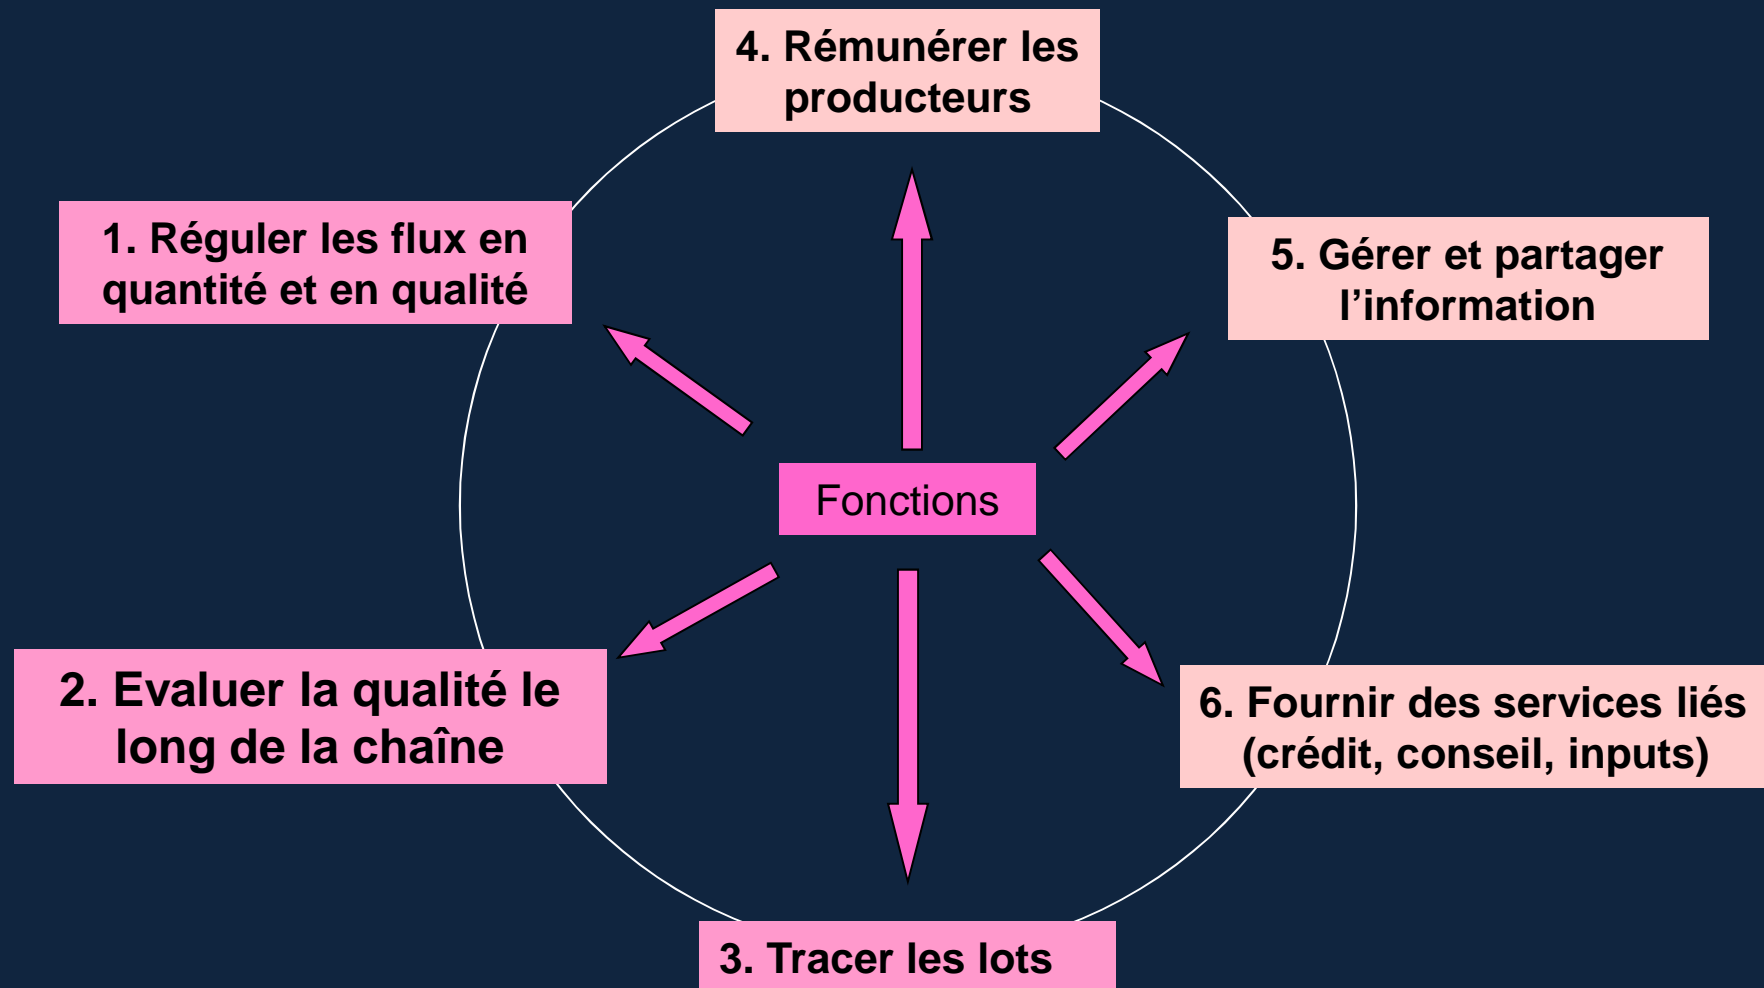 4. Rémunérer les
producteurs
1. Réguler les flux en
quantité et en qualité
5. Gérer et partager
l’information
Fonctions
2. Evaluer la qualité le
long de la chaîne
6. Fournir des services liés
(crédit, conseil, inputs)
3. Tracer les lots